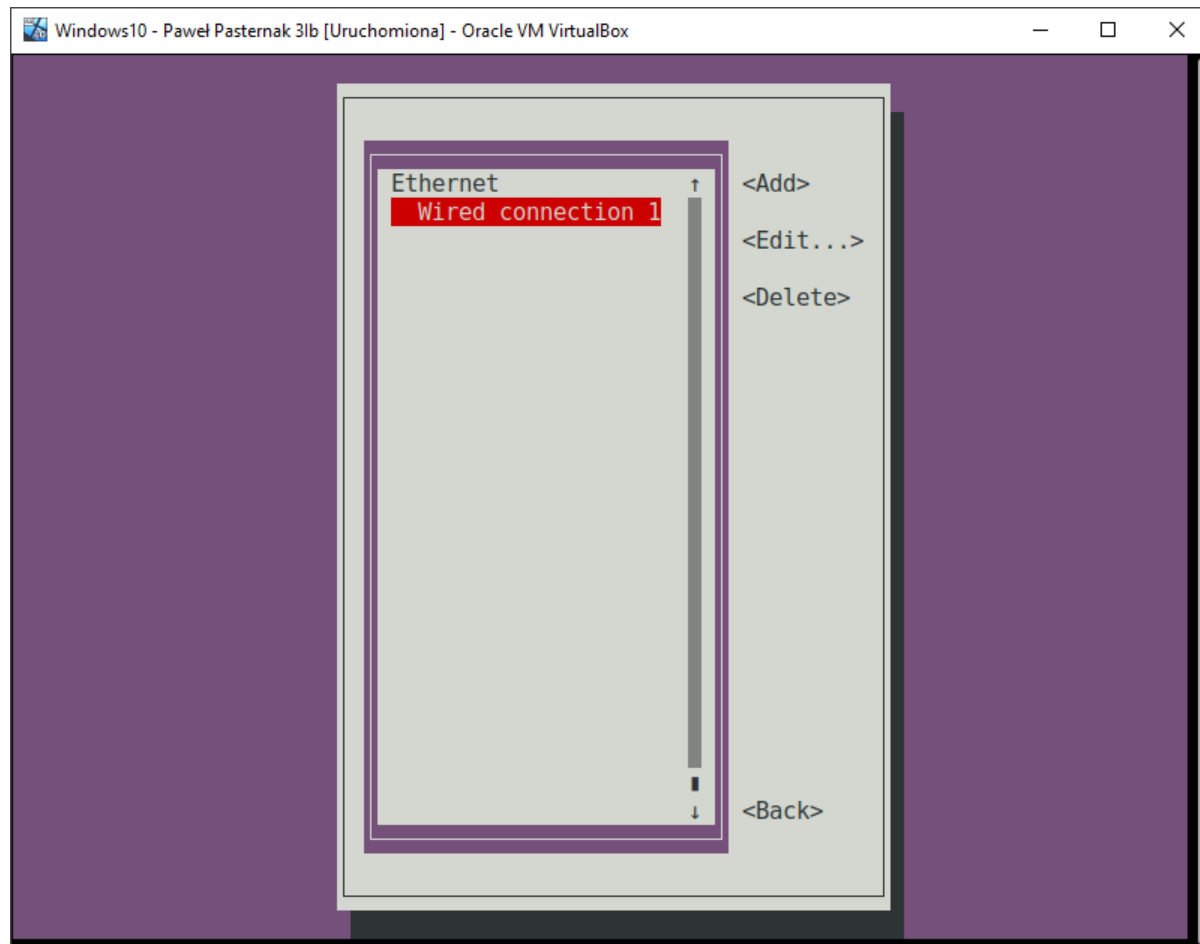 Windows10 - Paweł Pasternak 3lb [Uruchomiona] - Oracle VM VirtualBox
Ethernet ↑ <Add>
Wired connection 1
<Edit...>
<Delete>
↓ <Back>